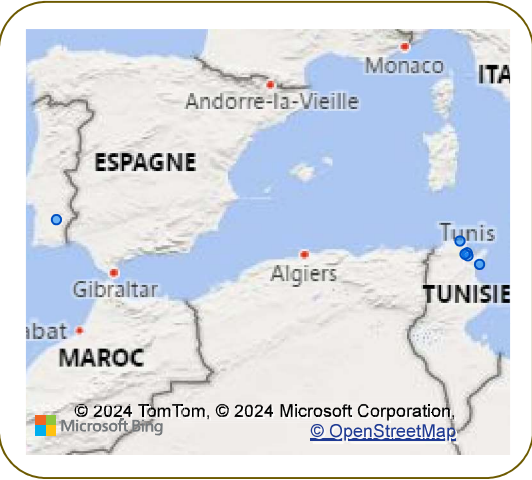 Monaco
ITA
Andorre-la-Vieille
ESPAGNE
Tunis
Algiers
Gibraltar
TUNISIE
abat
MAROC
© 2024 TomTom, © 2024 Microsoft Corporation,
Microsoft Bing
© OpenStreetMap